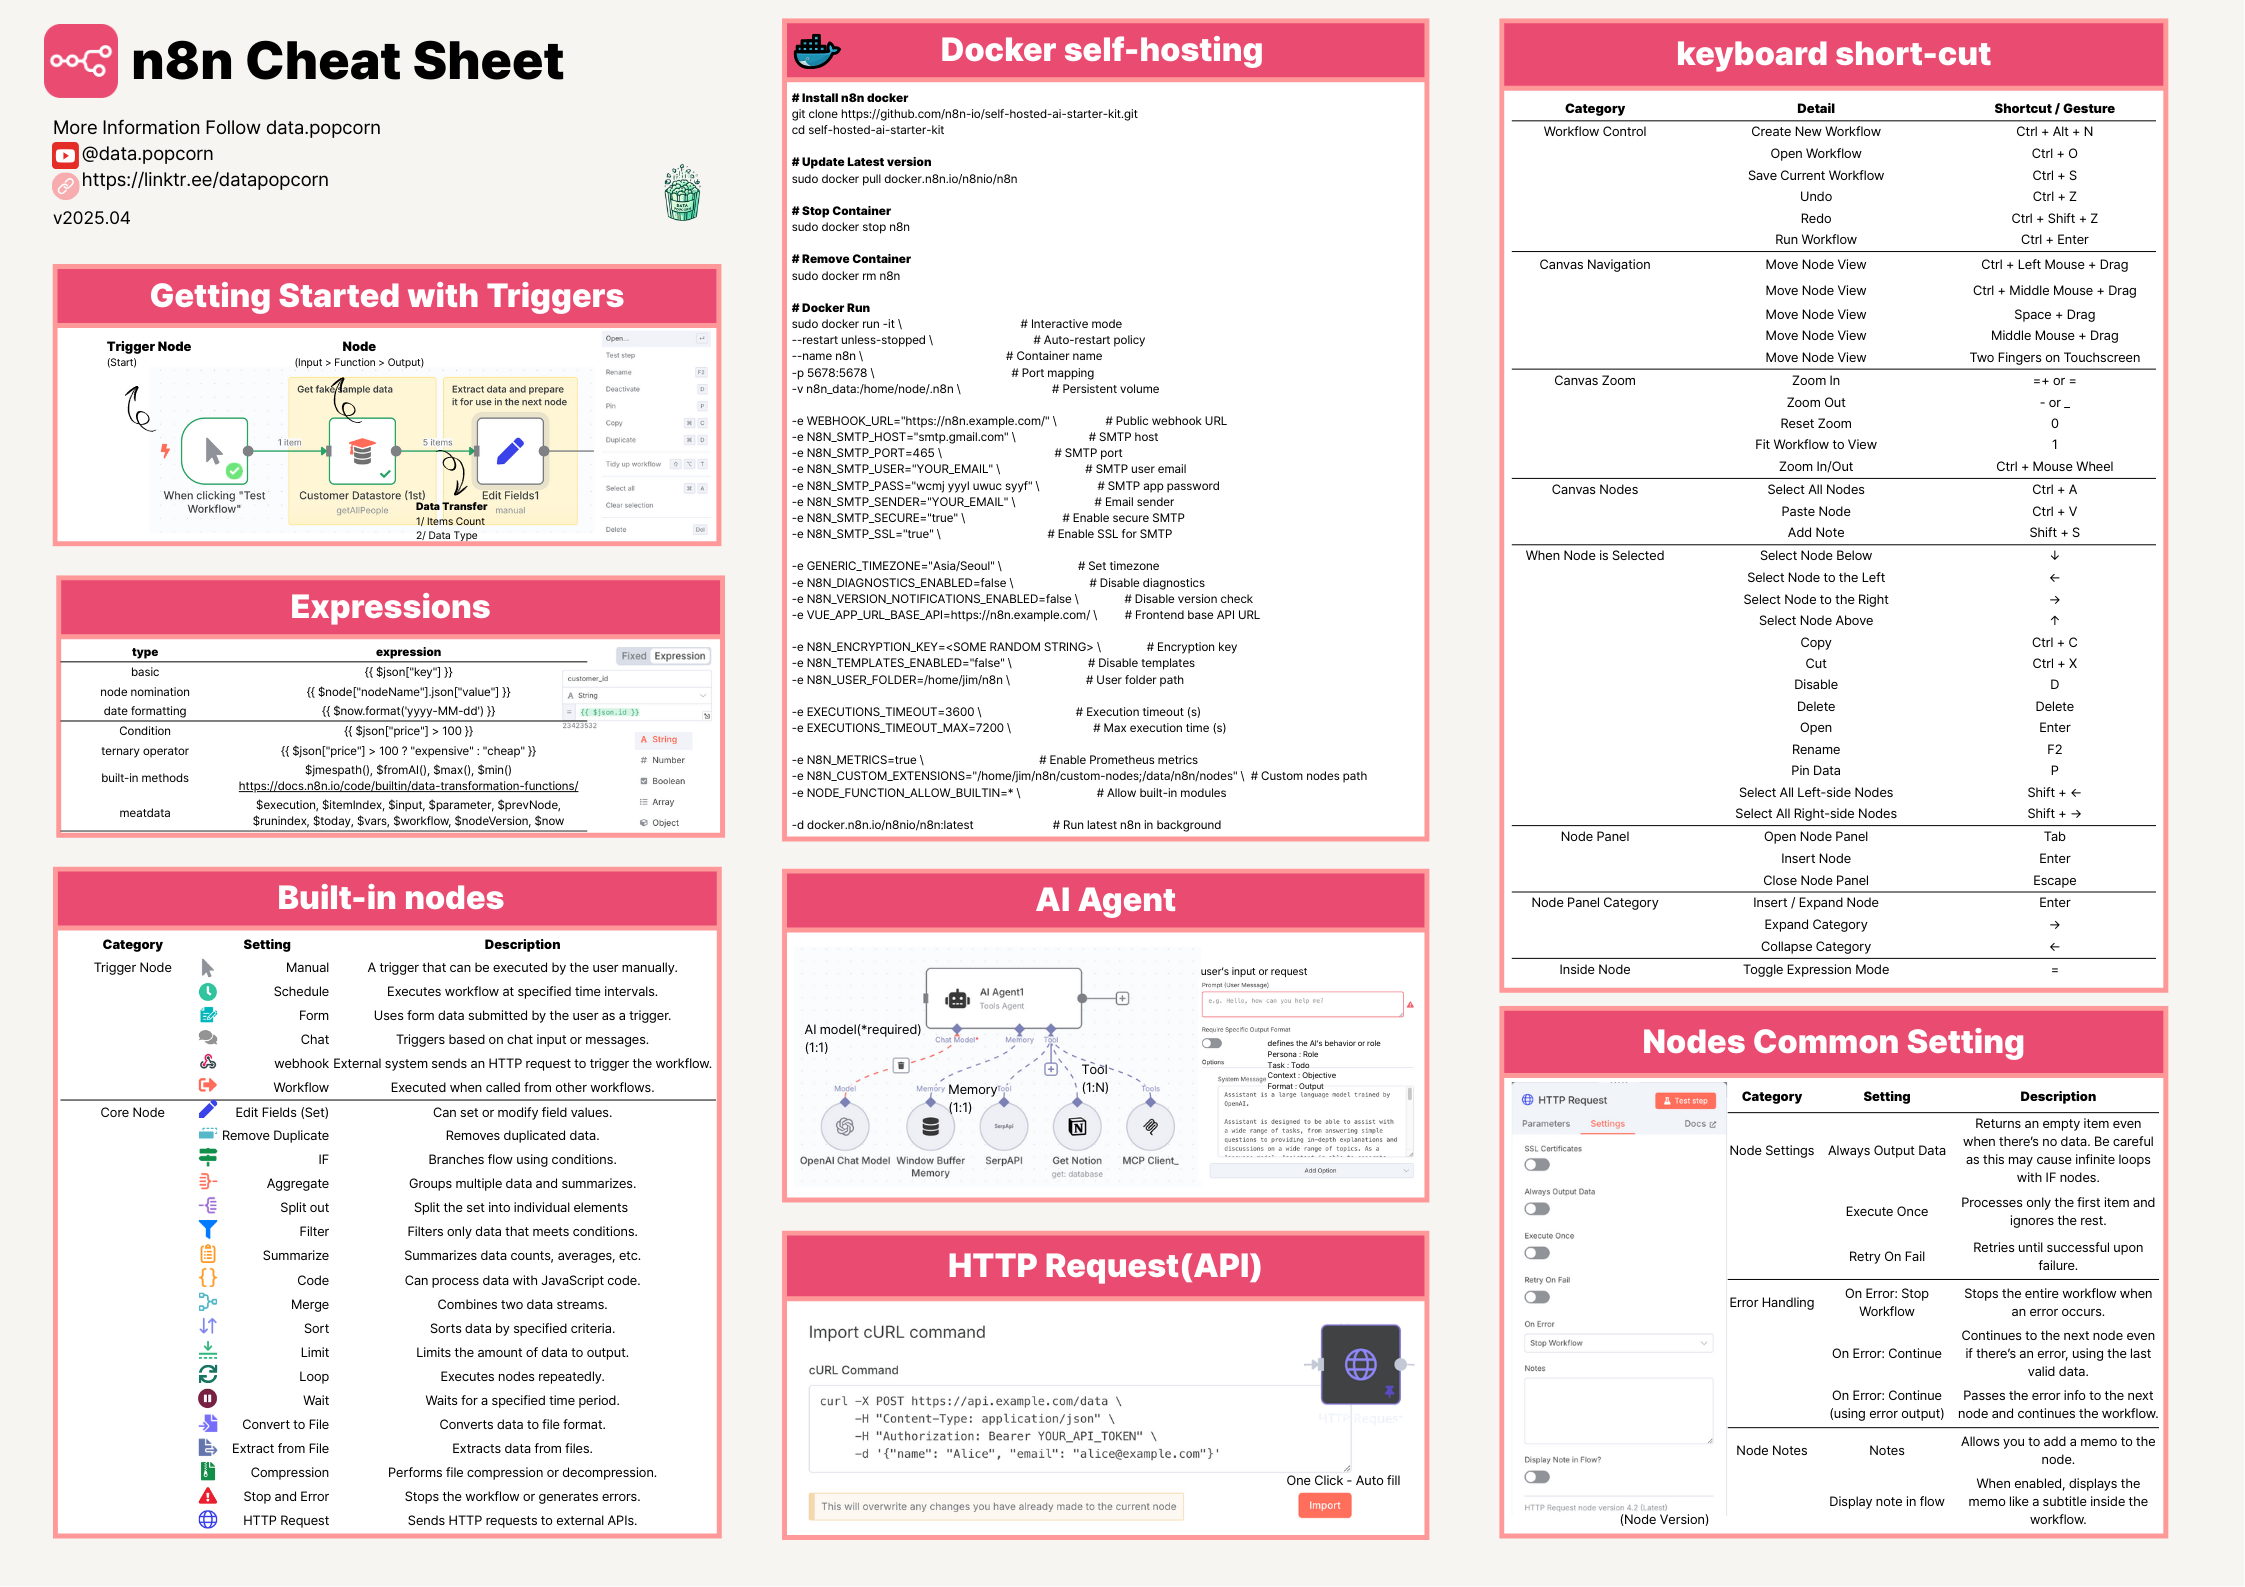 n8n Cheat Sheet
More Information Follow data.popcorn
@data.popcorn
https://linktr.ee/datapopcorn
v2025.04
Getting Started with Triggers
Trigger Node
(Start)
Node
(Input > Function > Output)
Get fake sample data
Extract data and prepare
it for use in the next node
1 item
5 items
When clicking "Test
Workflow"
Customer Datastore (1st)
getAllPeople
Edit Fields1
manual
Data Transfer
1/ Items Count
2/ Data Type
Open...
Test step
Rename F2
Deactivate D
Pin P
Copy ⌘ C
Duplicate ⌘ D
Tidy up workflow ⇧ ⌥ T
Select all ⌘ A
Clear selection
Delete Del
Expressions
type expression
basic {{ $json["key"] }}
node nomination {{ $node["nodeName"].json["value"] }}
date formatting {{ $now.format('yyyy-MM-dd') }}
Condition {{ $json["price"] > 100 }}
ternary operator {{ $json["price"] > 100 ? "expensive" : "cheap" }}
built-in methods $jmespath(), $fromAI(), $max(), $min()
https://docs.n8n.io/code/builtin/data-transformation-functions/
meatdata $execution, $itemIndex, $input, $parameter, $prevNode,
$runindex, $today, $vars, $workflow, $nodeVersion, $now
Fixed Expression
customer_id
A String
= {{ $json.id }}
23423532
A String
# Number
Boolean
Array
Object
Built-in nodes
Category Setting Description
Trigger Node Manual A trigger that can be executed by the user manually.
Schedule Executes workflow at specified time intervals.
Form Uses form data submitted by the user as a trigger.
Chat Triggers based on chat input or messages.
webhook External system sends an HTTP request to trigger the workflow.
Workflow Executed when called from other workflows.
Core Node Edit Fields (Set) Can set or modify field values.
Remove Duplicate Removes duplicated data.
IF Branches flow using conditions.
Aggregate Groups multiple data and summarizes.
Split out Split the set into individual elements
Filter Filters only data that meets conditions.
Summarize Summarizes data counts, averages, etc.
Code Can process data with JavaScript code.
Merge Combines two data streams.
Sort Sorts data by specified criteria.
Limit Limits the amount of data to output.
Loop Executes nodes repeatedly.
Wait Waits for a specified time period.
Convert to File Converts data to file format.
Extract from File Extracts data from files.
Compression Performs file compression or decompression.
Stop and Error Stops the workflow or generates errors.
HTTP Request Sends HTTP requests to external APIs.
Docker self-hosting
# Install n8n docker
git clone https://github.com/n8n-io/self-hosted-ai-starter-kit.git
cd self-hosted-ai-starter-kit
# Update Latest version
sudo docker pull docker.n8n.io/n8nio/n8n
# Stop Container
sudo docker stop n8n
# Remove Container
sudo docker rm n8n
# Docker Run
sudo docker run -it \ # Interactive mode
--restart unless-stopped \ # Auto-restart policy
--name n8n \ # Container name
-p 5678:5678 \ # Port mapping
-v n8n_data:/home/node/.n8n \ # Persistent volume
-e WEBHOOK_URL="https://n8n.example.com/" \ # Public webhook URL
-e N8N_SMTP_HOST="smtp.gmail.com" \ # SMTP host
-e N8N_SMTP_PORT=465 \ # SMTP port
-e N8N_SMTP_USER="YOUR_EMAIL" \ # SMTP user email
-e N8N_SMTP_PASS="wcmj yyyl uwuc syyf" \ # SMTP app password
-e N8N_SMTP_SENDER="YOUR_EMAIL" \ # Email sender
-e N8N_SMTP_SECURE="true" \ # Enable secure SMTP
-e N8N_SMTP_SSL="true" \ # Enable SSL for SMTP
-e GENERIC_TIMEZONE="Asia/Seoul" \ # Set timezone
-e N8N_DIAGNOSTICS_ENABLED=false \ # Disable diagnostics
-e N8N_VERSION_NOTIFICATIONS_ENABLED=false \ # Disable version check
-e VUE_APP_URL_BASE_API=https://n8n.example.com/ \ # Frontend base API URL
-e N8N_ENCRYPTION_KEY=<SOME RANDOM STRING> \ # Encryption key
-e N8N_TEMPLATES_ENABLED="false" \ # Disable templates
-e N8N_USER_FOLDER=/home/jim/n8n \ # User folder path
-e EXECUTIONS_TIMEOUT=3600 \ # Execution timeout (s)
-e EXECUTIONS_TIMEOUT_MAX=7200 \ # Max execution time (s)
-e N8N_METRICS=true \ # Enable Prometheus metrics
-e N8N_CUSTOM_EXTENSIONS="/home/jim/n8n/custom-nodes;/data/n8n/nodes" \ # Custom nodes path
-e NODE_FUNCTION_ALLOW_BUILTIN=* \ # Allow built-in modules
-d docker.n8n.io/n8nio/n8n:latest # Run latest n8n in background
AI Agent
AI Agent1
Tools Agent
AI model(*required)
(1:1)
Chat Model*
Memory
Tool
Model
Memory
Memory
(1:1)
Tool
Tool
(1:N)
Tools
SerpApi
OpenAI Chat Model
Window Buffer
Memory
SerpAPI
Get Notion
get: database
MCP Client_
user's input or request
Prompt (User Message)
e.g. Hello, how can you help me?
Require Specific Output Format
defines the AI's behavior or role
Persona : Role
Task : Todo
Context : Objective
Format : Output
Options
System Message
Assistant is a large language model trained by
OpenAI.
Assistant is designed to be able to assist with
a wide range of tasks, from answering simple
questions to providing in-depth explanations and
discussions on a wide range of topics. As a
Add Option
HTTP Request(API)
Import cURL command
cURL Command
curl -X POST https://api.example.com/data \
-H "Content-Type: application/json" \
-H "Authorization: Bearer YOUR_API_TOKEN" \
-d '{"name": "Alice", "email": "alice@example.com"}'
HTTP Request
One Click - Auto fill
This will overwrite any changes you have already made to the current node
Import
keyboard short-cut
Category Detail Shortcut / Gesture
Workflow Control Create New Workflow Ctrl + Alt + N
Open Workflow Ctrl + O
Save Current Workflow Ctrl + S
Undo Ctrl + Z
Redo Ctrl + Shift + Z
Run Workflow Ctrl + Enter
Canvas Navigation Move Node View Ctrl + Left Mouse + Drag
Move Node View Ctrl + Middle Mouse + Drag
Move Node View Space + Drag
Move Node View Middle Mouse + Drag
Move Node View Two Fingers on Touchscreen
Canvas Zoom Zoom In =+ or =
Zoom Out - or _
Reset Zoom 0
Fit Workflow to View 1
Zoom In/Out Ctrl + Mouse Wheel
Canvas Nodes Select All Nodes Ctrl + A
Paste Node Ctrl + V
Add Note Shift + S
When Node is Selected Select Node Below ↓
Select Node to the Left ←
Select Node to the Right →
Select Node Above ↑
Copy Ctrl + C
Cut Ctrl + X
Disable D
Delete Delete
Open Enter
Rename F2
Pin Data P
Select All Left-side Nodes Shift + ←
Select All Right-side Nodes Shift + →
Node Panel Open Node Panel Tab
Insert Node Enter
Close Node Panel Escape
Node Panel Category Insert / Expand Node Enter
Expand Category →
Collapse Category ←
Inside Node Toggle Expression Mode =
Nodes Common Setting
HTTP Request
Test step
Parameters Settings Docs
SSL Certificates
Always Output Data
Execute Once
Retry On Fail
On Error
Stop Workflow
Notes
Display Note in Flow?
HTTP Request node version 4.2 (Latest)
(Node Version)
Category Setting Description
Node Settings Always Output Data Returns an empty item even
when there's no data. Be careful
as this may cause infinite loops
with IF nodes.
Execute Once Processes only the first item and
ignores the rest.
Retry On Fail Retries until successful upon
failure.
Error Handling On Error: Stop
Workflow
Stops the entire workflow when
an error occurs.
On Error: Continue Continues to the next node even
if there's an error, using the last
valid data.
On Error: Continue
(using error output)
Passes the error info to the next
node and continues the workflow.
Node Notes Notes Allows you to add a memo to the
node.
Display note in flow When enabled, displays the
memo like a subtitle inside the
workflow.